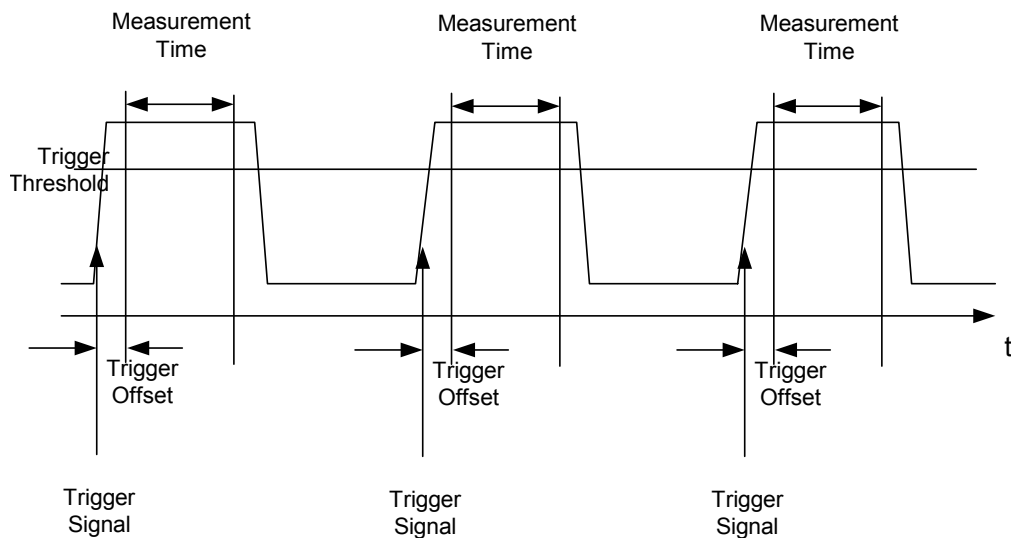 Measurement
Time
Measurement
Time
Measurement
Time
Trigger
Threshold
t
Trigger
Offset
Trigger
Offset
Trigger
Offset
Trigger
Signal
Trigger
Signal
Trigger
Signal